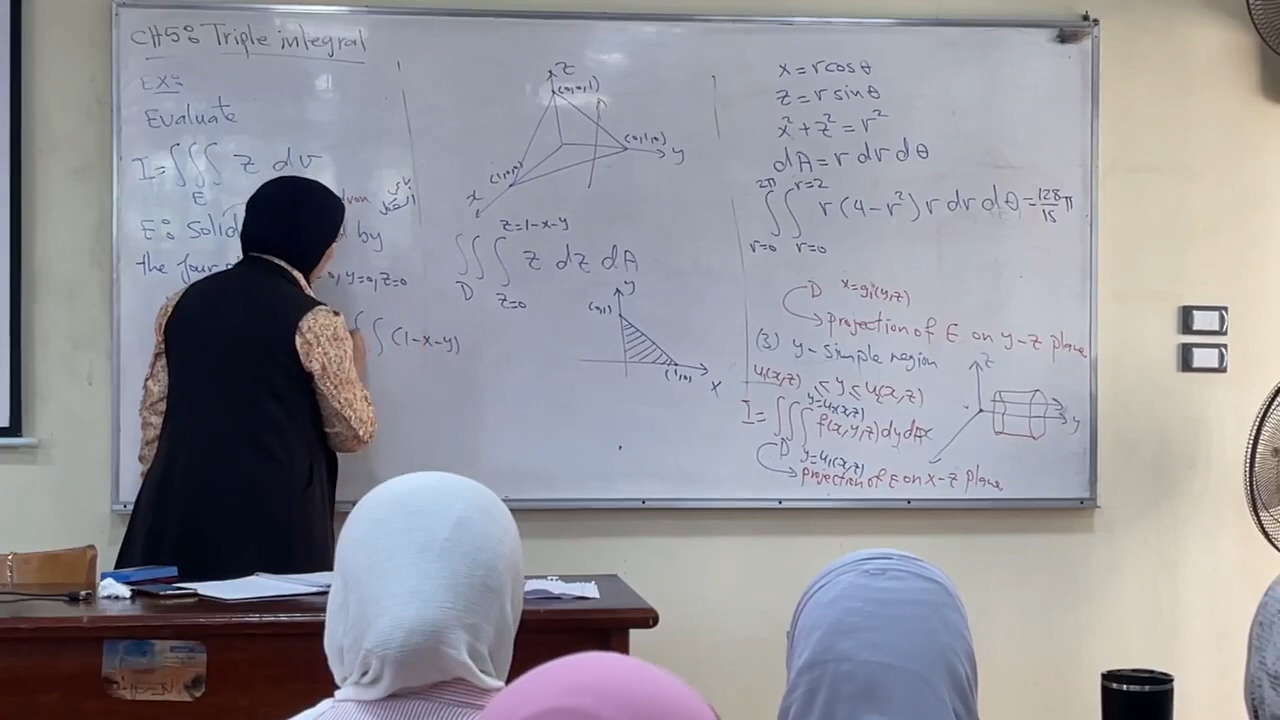 CH5: Triple integral
EX:
Evaluate
I=∭ z dv
E
E: Solid by
the four
y=0, z=0
∫∫ (1-x-y)
z
(0,0,1)
(0,1,0)
y
(1,0,0)
x
z=1-x-y
∭ z dz dA
D z=0
y
(0,1)
(1,0)
x
x=r cosθ
z=r sinθ
x²+z²=r²
dA=r dr dθ
2π r=2
∫∫ r(4-r²) r dr dθ=128/15 π
r=0 r=0
D x=g₁(y,z)
projection of E on y-z plane
(3) y-simple region
u₁(x,z) ≤ y ≤ u₂(x,z)
z
y
y=u₂(x,z)
I=∭ f(x,y,z)dy
D y=u₁(x,z)
projection of E on x-z plane